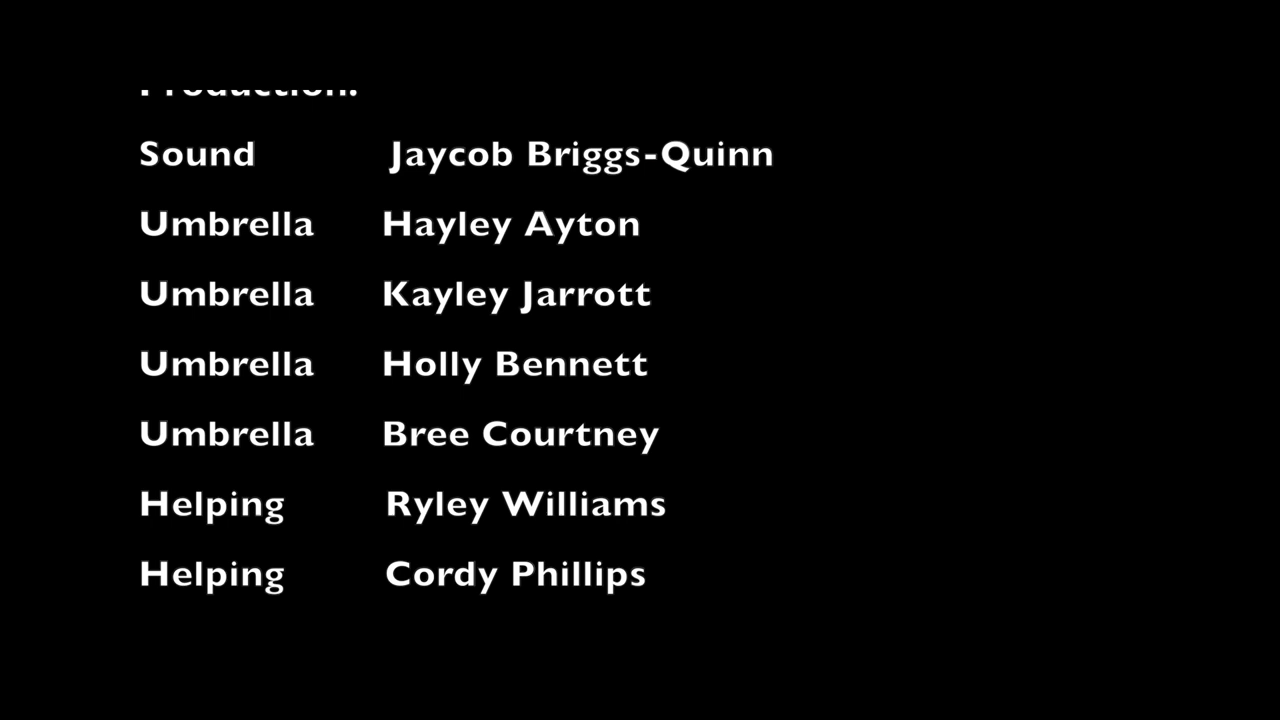 Production:
Sound Jaycob Briggs-Quinn
Umbrella Hayley Ayton
Umbrella Kayley Jarrott
Umbrella Holly Bennett
Umbrella Bree Courtney
Helping Ryley Williams
Helping Cordy Phillips